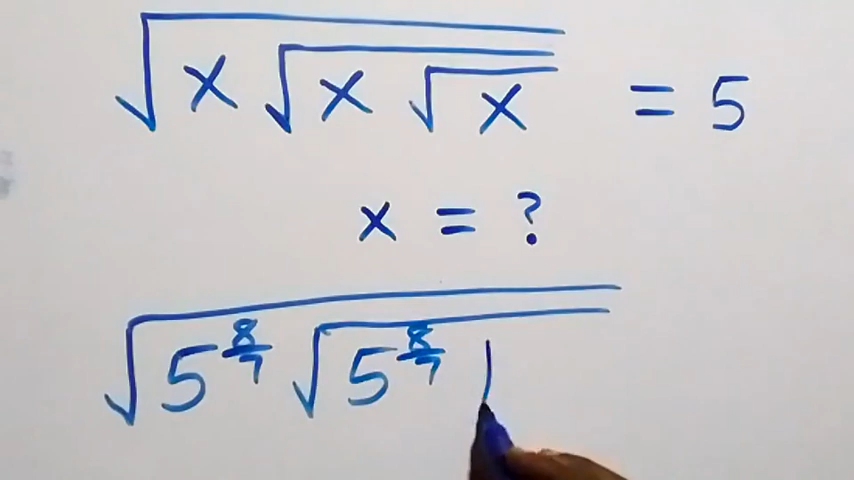 √x√x√x = 5
x = ?
√5^(8/7)√5^(8/7)